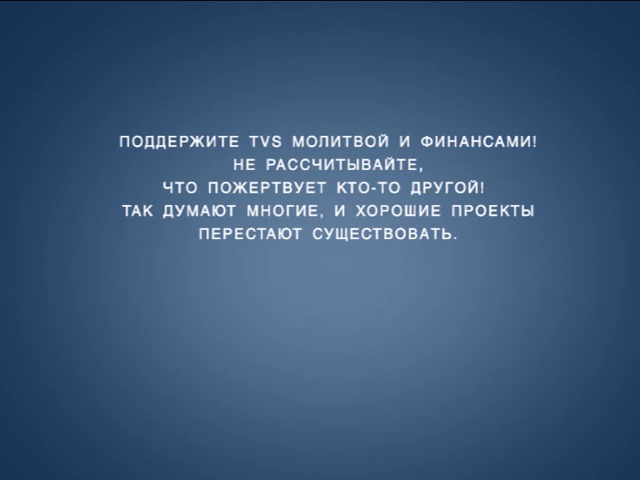 ПОДДЕРЖИТЕ TVS МОЛИТВОЙ И ФИНАНСАМИ!
НЕ РАССЧИТЫВАЙТЕ,
ЧТО ПОЖЕРТВУЕТ КТО-ТО ДРУГОЙ!
ТАК ДУМАЮТ МНОГИЕ, И ХОРОШИЕ ПРОЕКТЫ
ПЕРЕСТАЮТ СУЩЕСТВОВАТЬ.